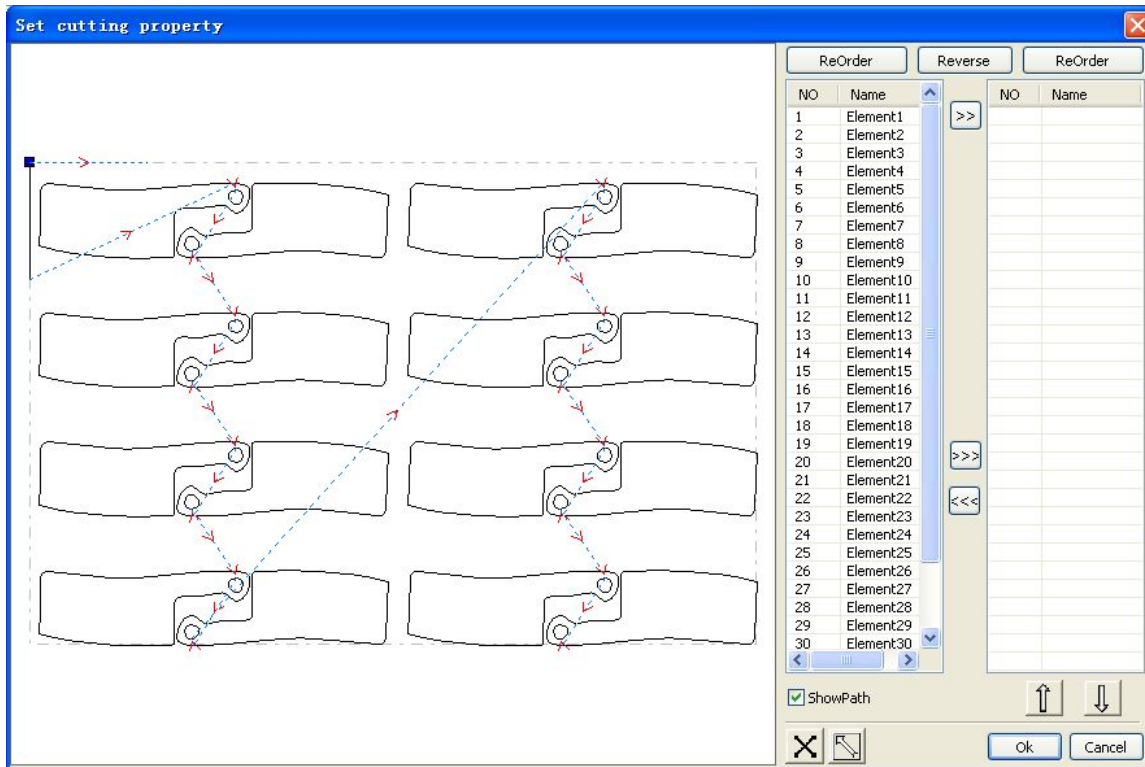 Set cutting property
ReOrder Reverse ReOrder
NO Name NO Name
1 Element1
>>
2 Element2
3 Element3
4 Element4
5 Element5
6 Element6
7 Element7
8 Element8
9 Element9
10 Element10
11 Element11
12 Element12
13 Element13
14 Element14
15 Element15
16 Element16
17 Element17
18 Element18
19 Element19
20 Element20
>>>
21 Element21
22 Element22
<<<
23 Element23
24 Element24
25 Element25
26 Element26
27 Element27
28 Element28
29 Element29
30 Element30
ShowPath
Ok Cancel